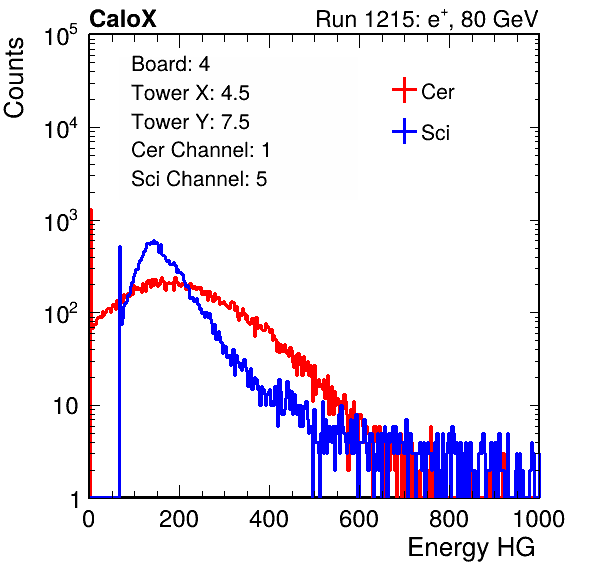 CaloX Run 1215: e⁺, 80 GeV
Board: 4
Tower X: 4.5
Tower Y: 7.5
Cer Channel: 1
Sci Channel: 5
Cer
Sci
Counts
10⁵
10⁴
10³
10²
10
1
0 200 400 600 800 1000
Energy HG